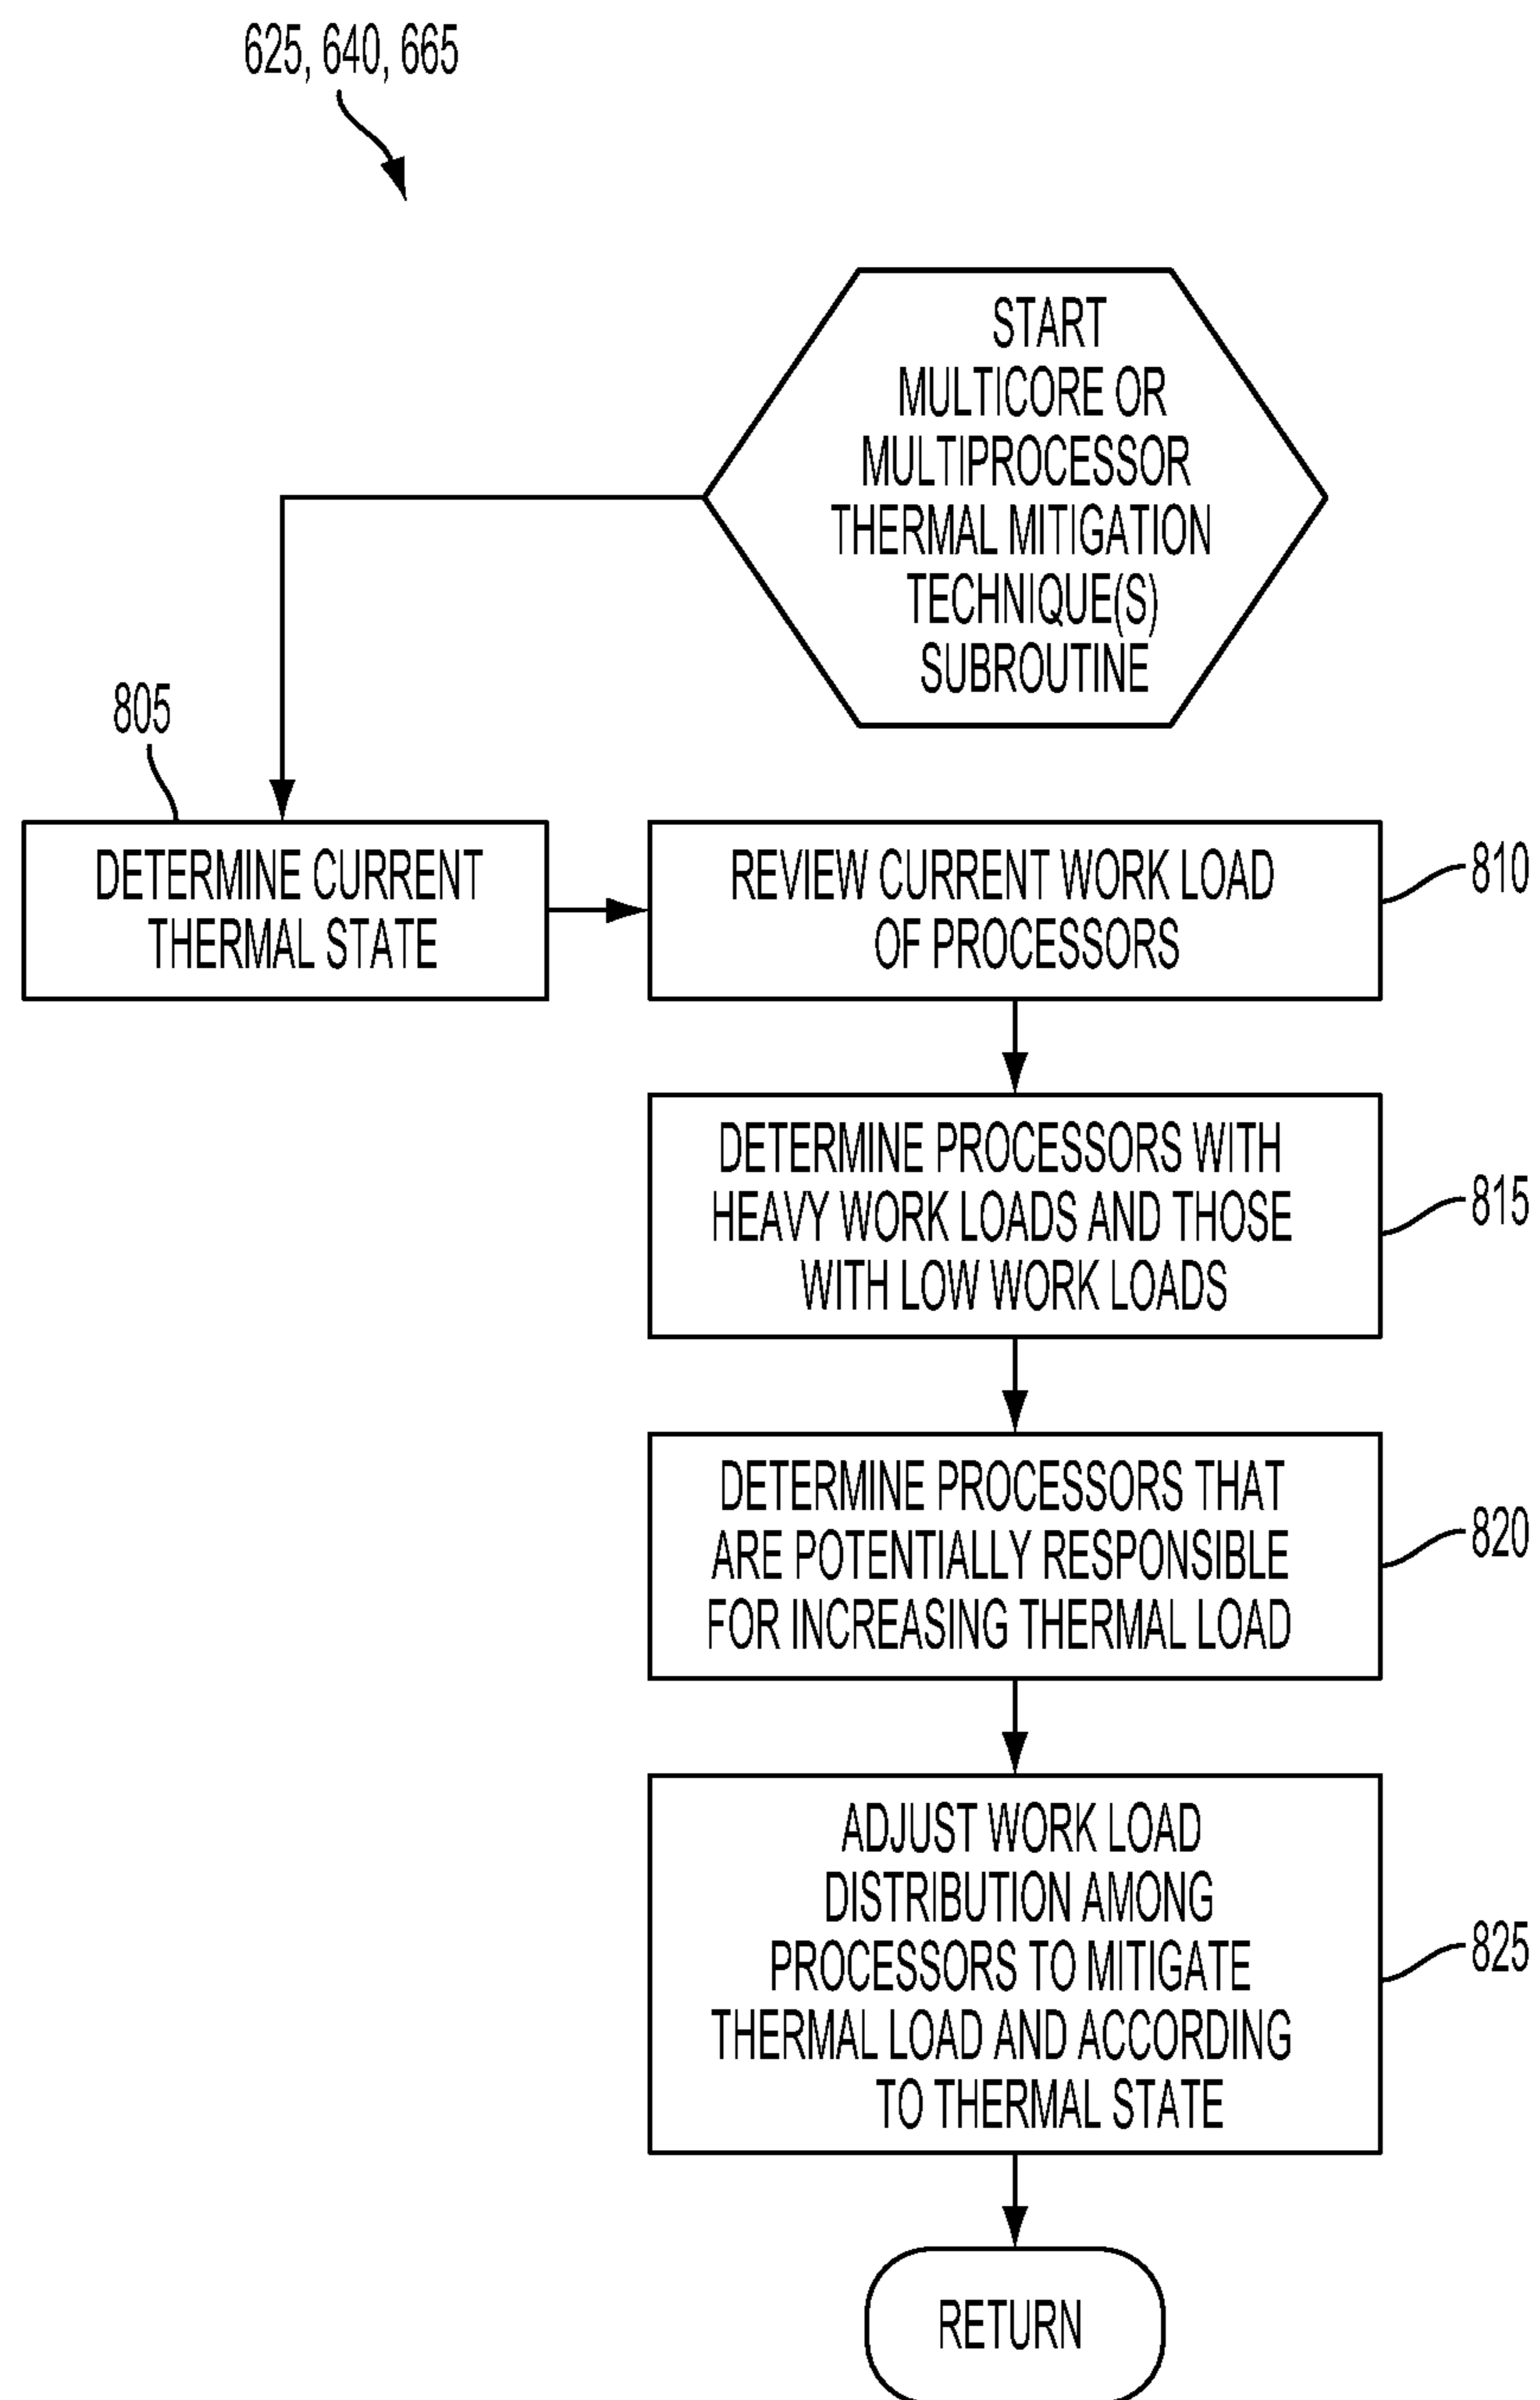 625, 640, 665
START
MULTICORE OR
MULTIPROCESSOR
THERMAL MITIGATION
TECHNIQUE(S)
SUBROUTINE
805
DETERMINE CURRENT
THERMAL STATE
REVIEW CURRENT WORK LOAD
OF PROCESSORS
810
DETERMINE PROCESSORS WITH
HEAVY WORK LOADS AND THOSE
WITH LOW WORK LOADS
815
DETERMINE PROCESSORS THAT
ARE POTENTIALLY RESPONSIBLE
FOR INCREASING THERMAL LOAD
820
ADJUST WORK LOAD
DISTRIBUTION AMONG
PROCESSORS TO MITIGATE
THERMAL LOAD AND ACCORDING
TO THERMAL STATE
825
RETURN